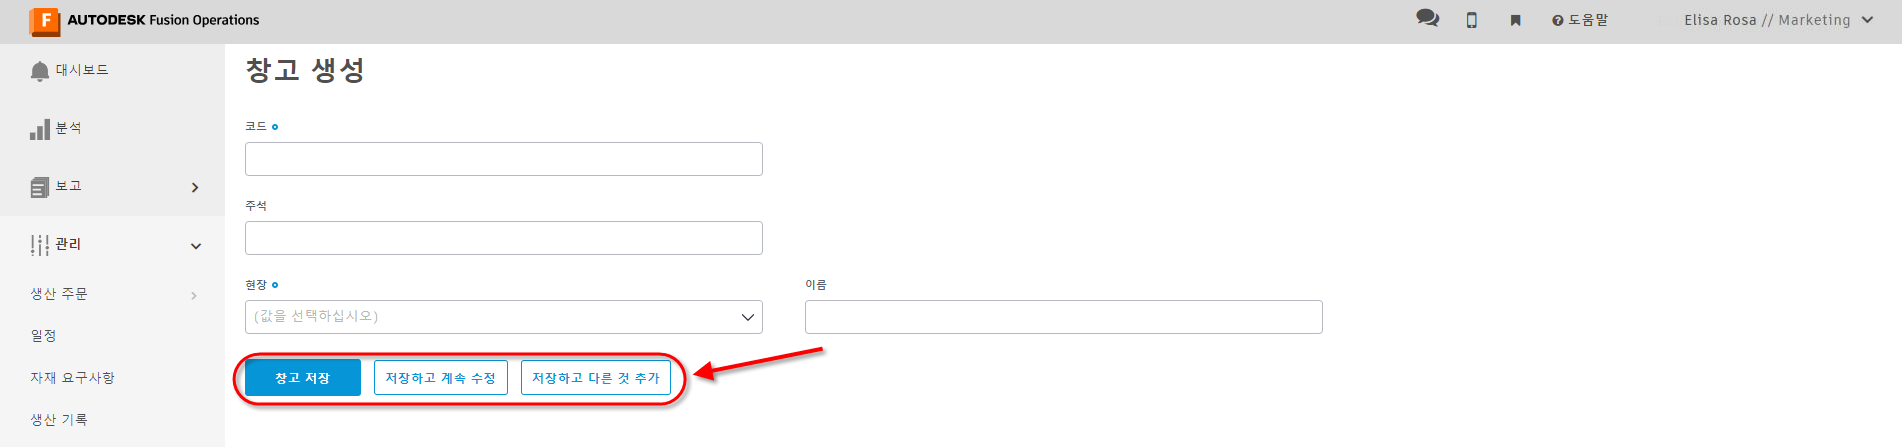 AUTODESK Fusion Operations
도움말
Elisa Rosa // Marketing
대시보드
분석
보고
관리
생산 주문
일정
자재 요구사항
생산 기록
창고 생성
코드
주석
현장
이름
(값을 선택하십시오)
창고 저장
저장하고 계속 수정
저장하고 다른 것 추가